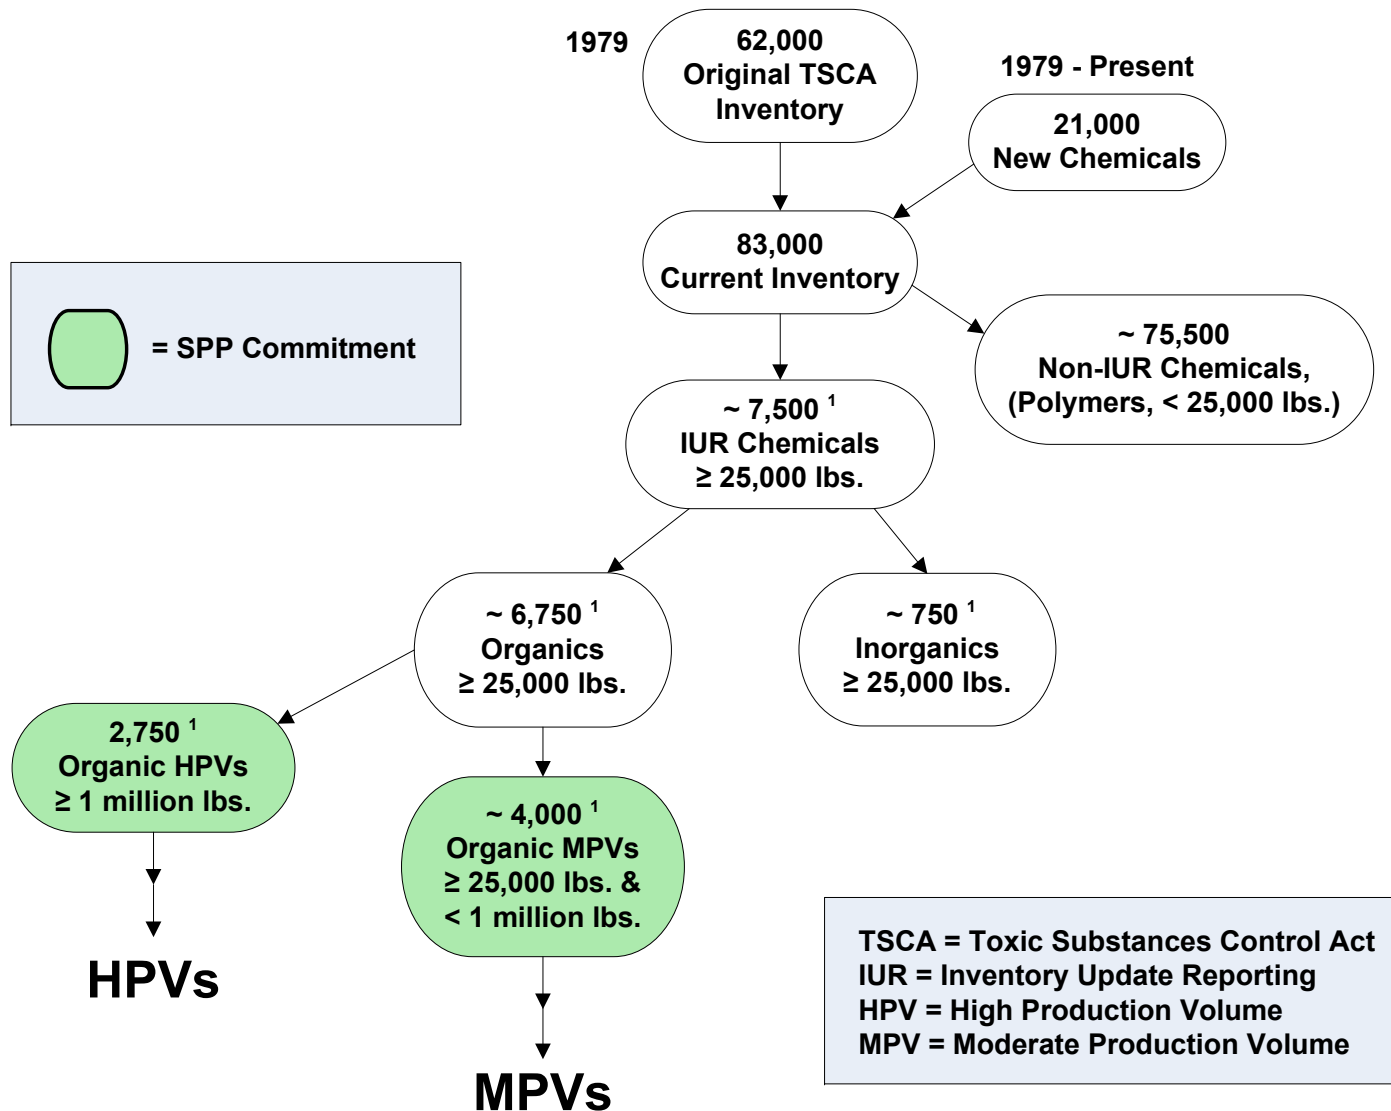 1979
62,000
Original TSCA
Inventory
1979 - Present
21,000
New Chemicals
83,000
Current Inventory
= SPP Commitment
~ 75,500
Non-IUR Chemicals,
(Polymers, < 25,000 lbs.)
~ 7,500 ¹
IUR Chemicals
≥ 25,000 lbs.
~ 6,750 ¹
Organics
≥ 25,000 lbs.
~ 750 ¹
Inorganics
≥ 25,000 lbs.
2,750 ¹
Organic HPVs
≥ 1 million lbs.
~ 4,000 ¹
Organic MPVs
≥ 25,000 lbs. &
< 1 million lbs.
HPVs
MPVs
TSCA = Toxic Substances Control Act
IUR = Inventory Update Reporting
HPV = High Production Volume
MPV = Moderate Production Volume